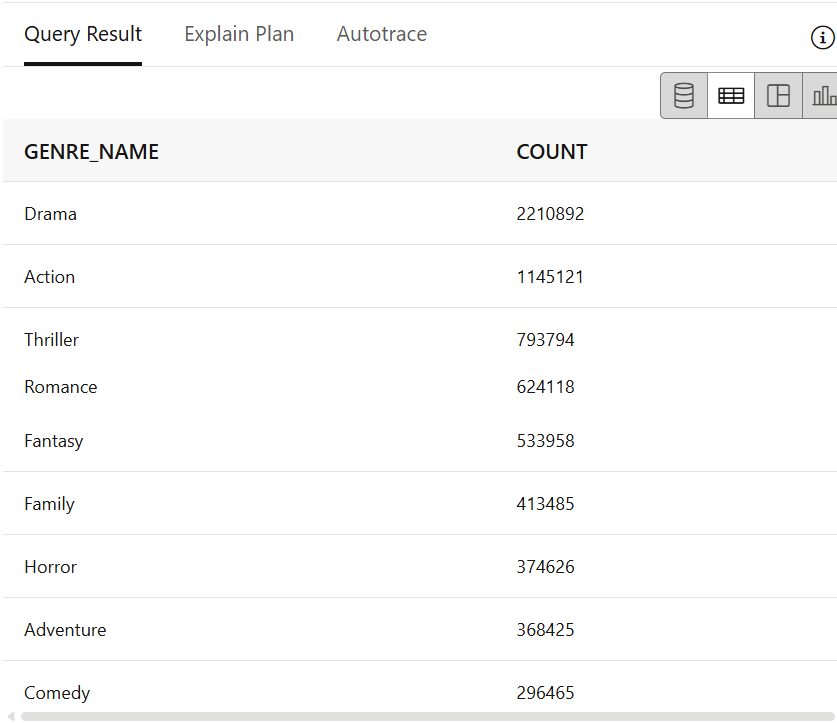 Query Result Explain Plan Autotrace
GENRE_NAME COUNT
Drama 2210892
Action 1145121
Thriller 793794
Romance 624118
Fantasy 533958
Family 413485
Horror 374626
Adventure 368425
Comedy 296465